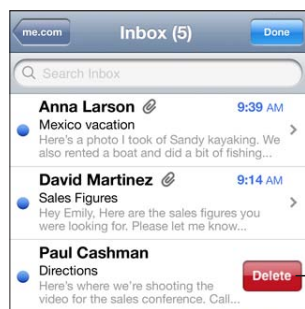 me.com Inbox (5) Done
Search Inbox
Anna Larson 9:39 AM
Mexico vacation
Here's a photo I took of Sandy kayaking. We
also rented a boat and did a bit of fishing...
David Martinez 9:14 AM
Sales Figures
Hey Emily, Here are the sales figures you
were looking for. Please let me know...
Paul Cashman
Directions Delete
Here's where we're shooting the
video for the sales conference. Call...